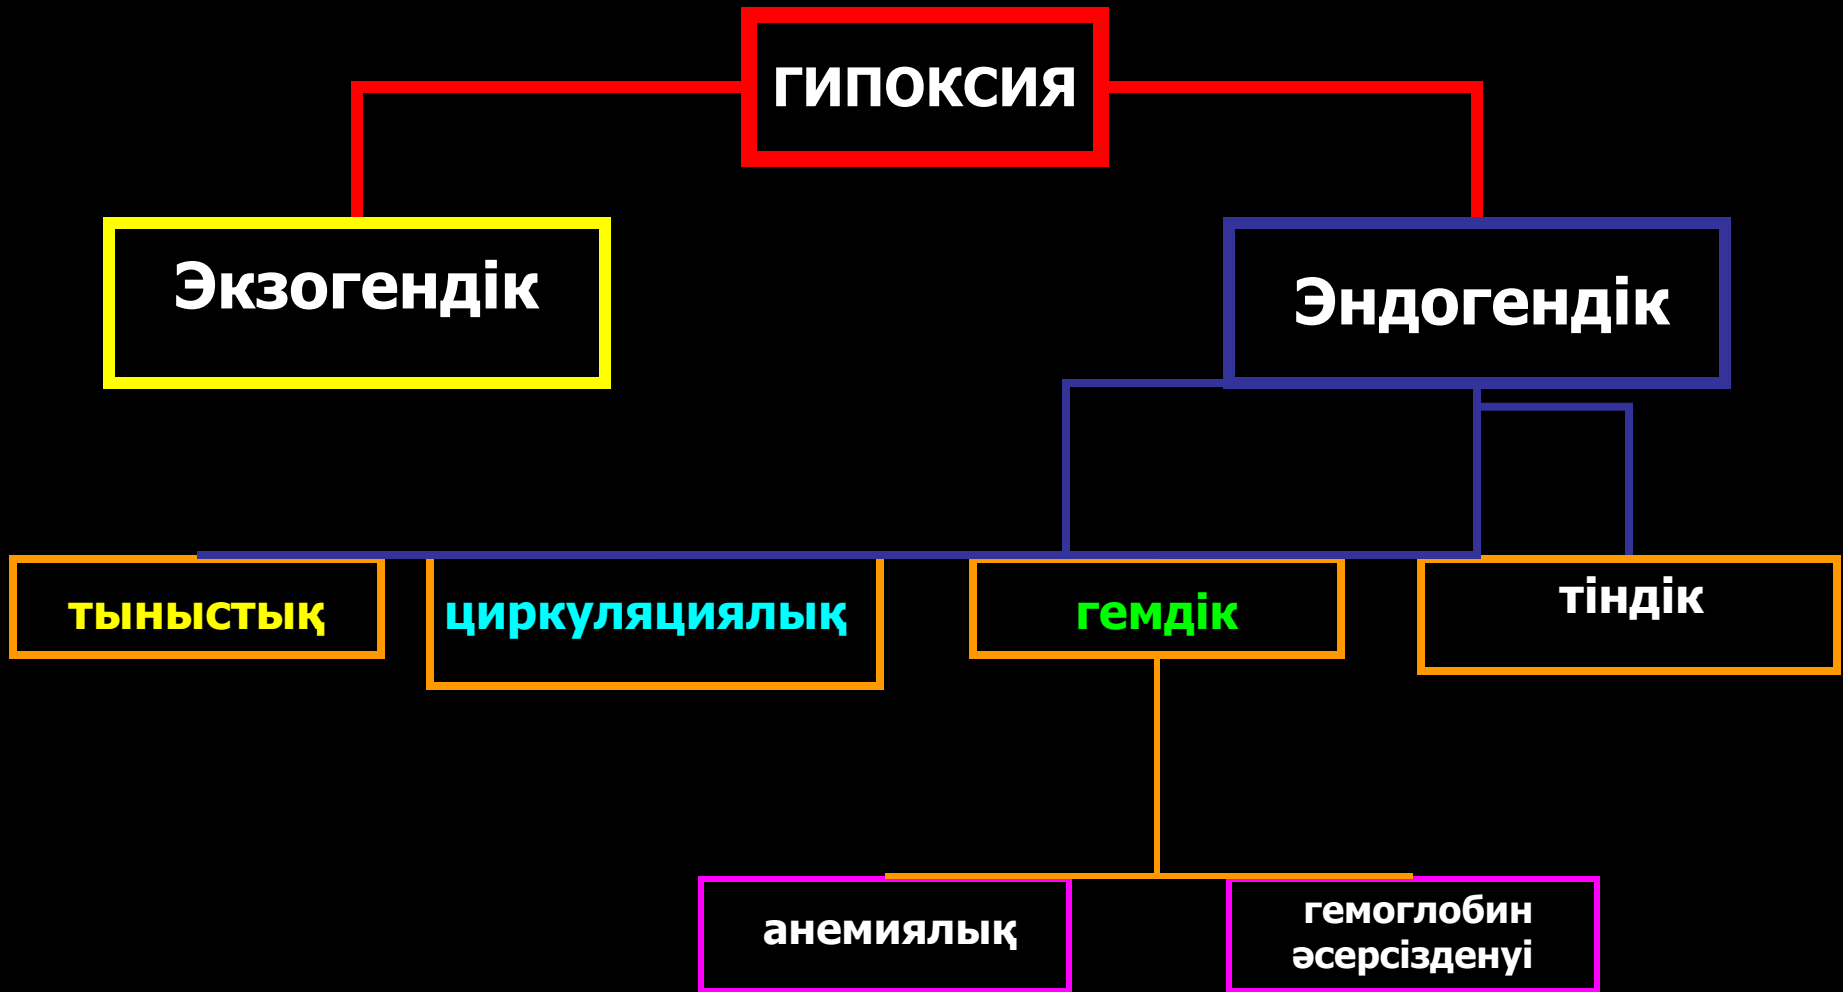 ГИПОКСИЯ
Экзогендік
Эндогендік
тыныстық
циркуляциялық
гемдік
тіндік
анемиялық
гемоглобин
әсерсізденуі